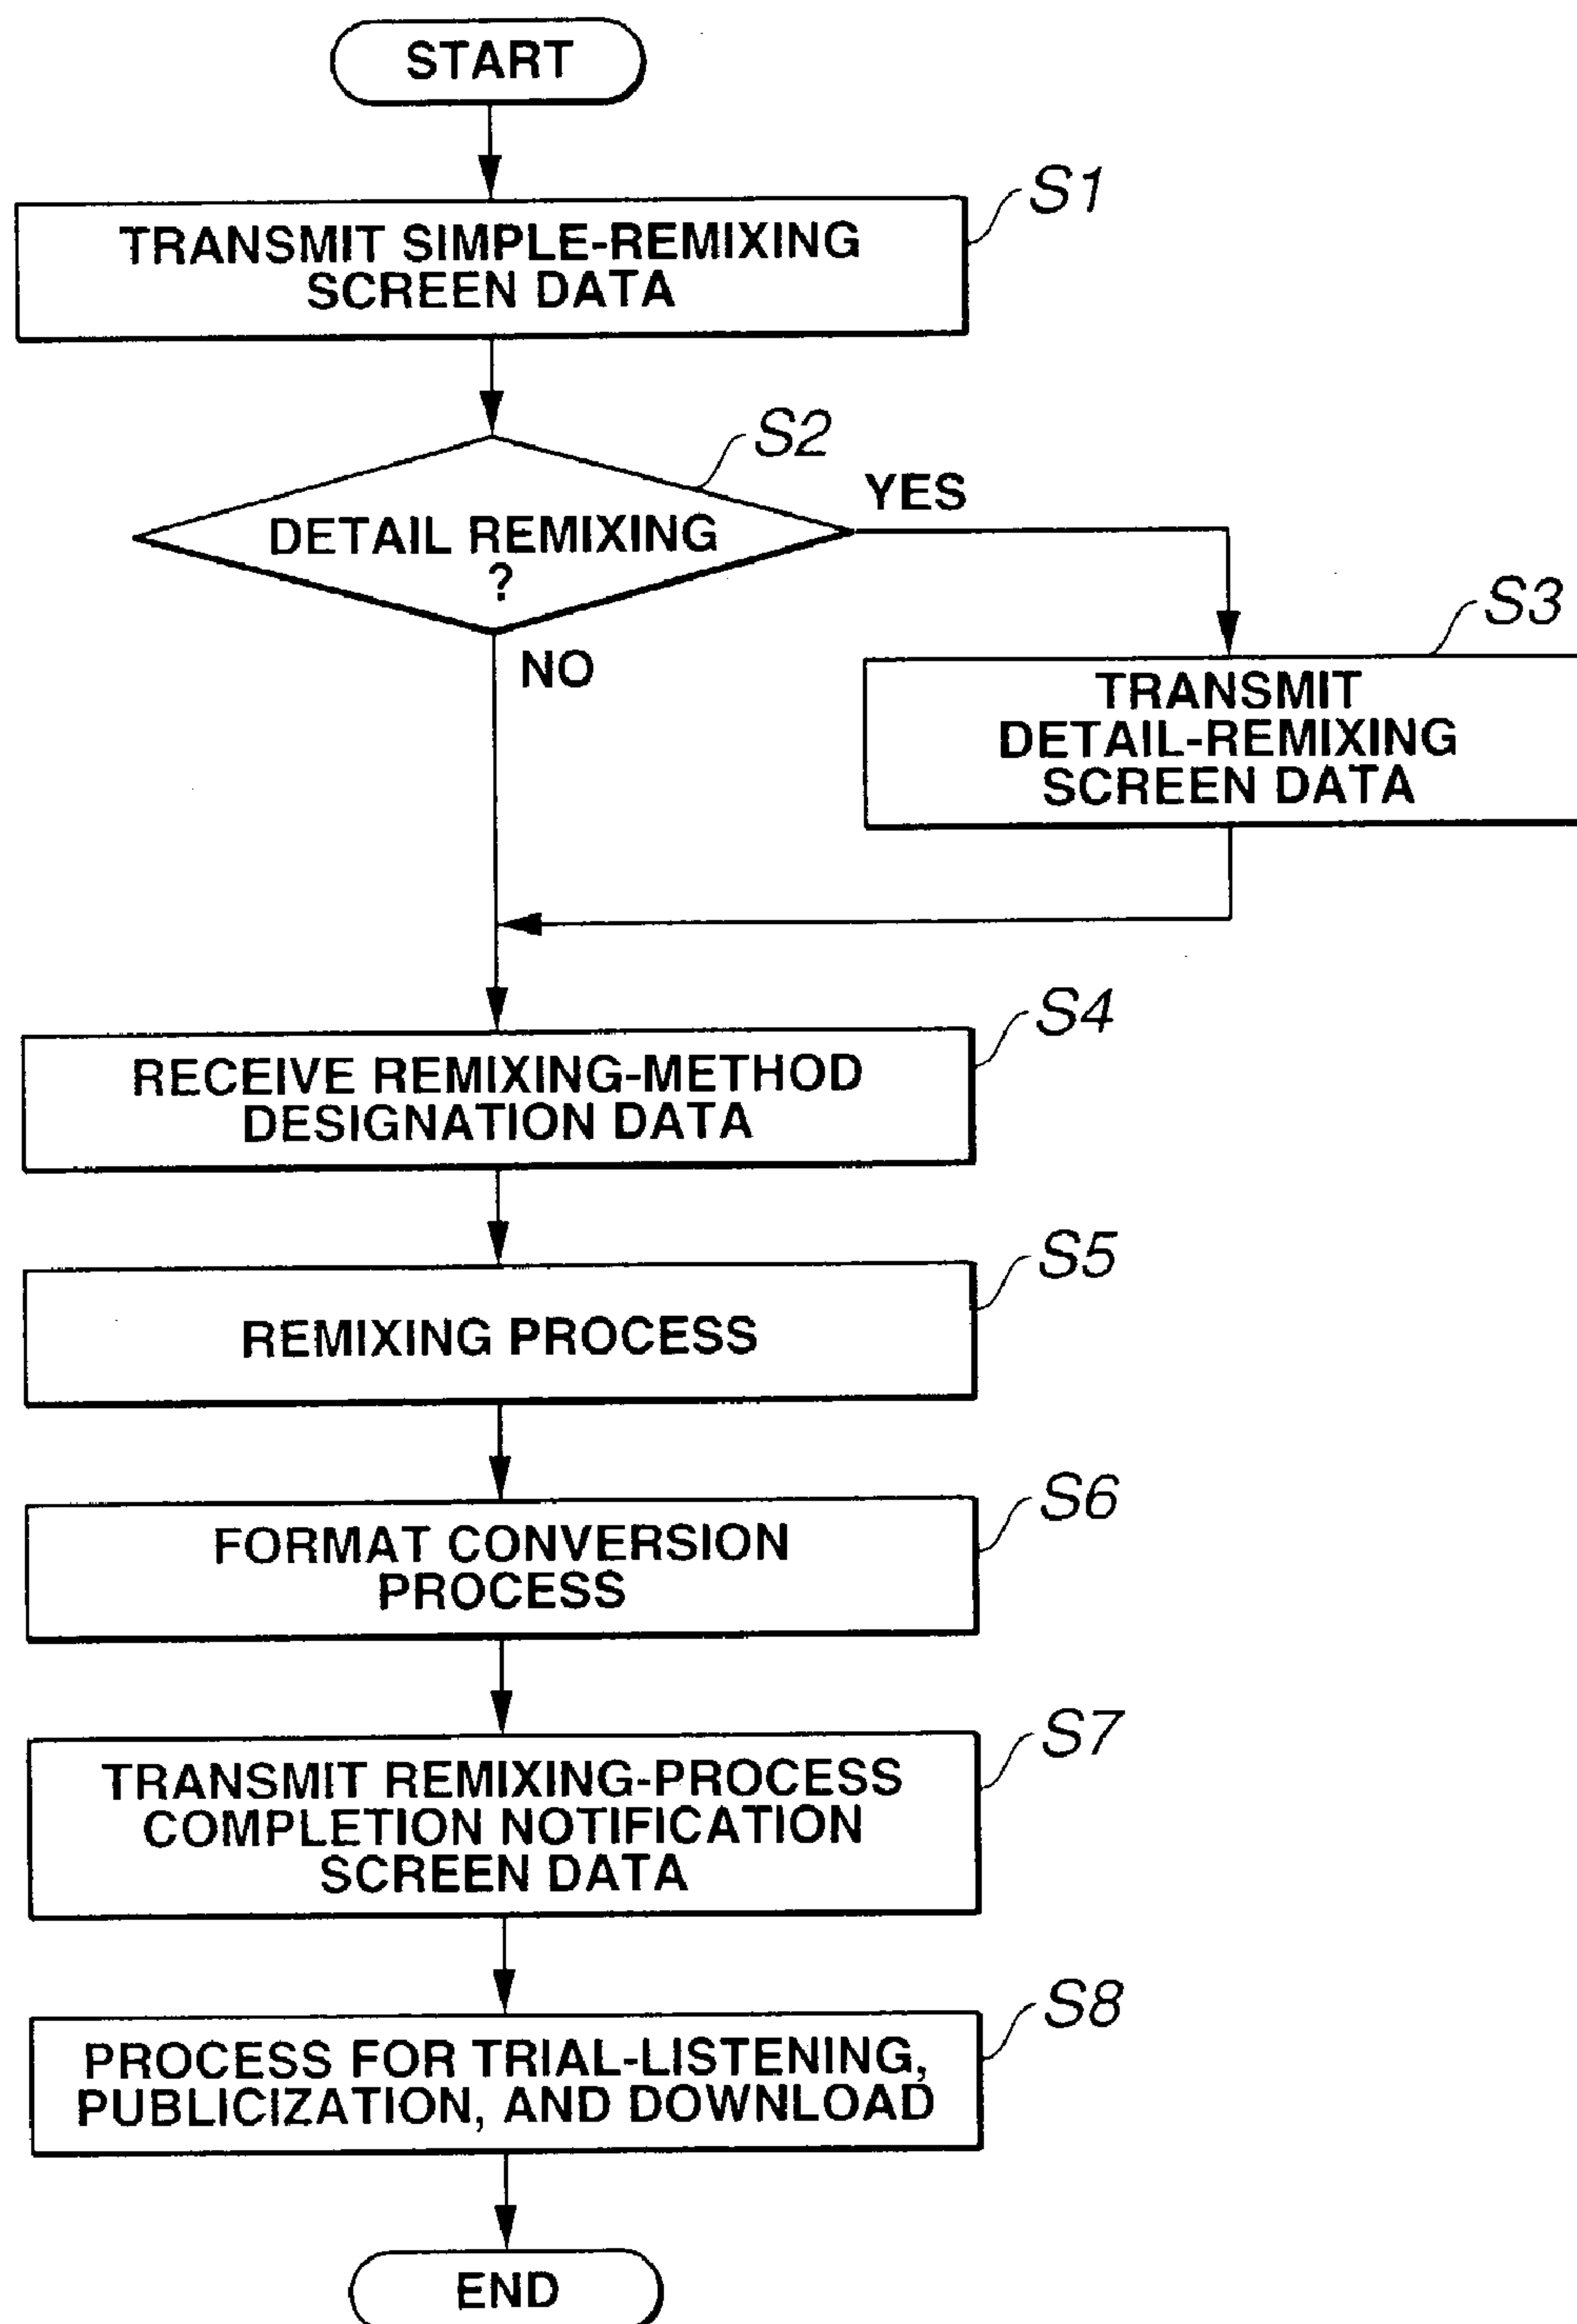 START
S1
TRANSMIT SIMPLE-REMIXING
SCREEN DATA
S2
YES
DETAIL REMIXING
?
NO
S3
TRANSMIT
DETAIL-REMIXING
SCREEN DATA
S4
RECEIVE REMIXING-METHOD
DESIGNATION DATA
S5
REMIXING PROCESS
S6
FORMAT CONVERSION
PROCESS
S7
TRANSMIT REMIXING-PROCESS
COMPLETION NOTIFICATION
SCREEN DATA
S8
PROCESS FOR TRIAL-LISTENING,
PUBLICIZATION, AND DOWNLOAD
END